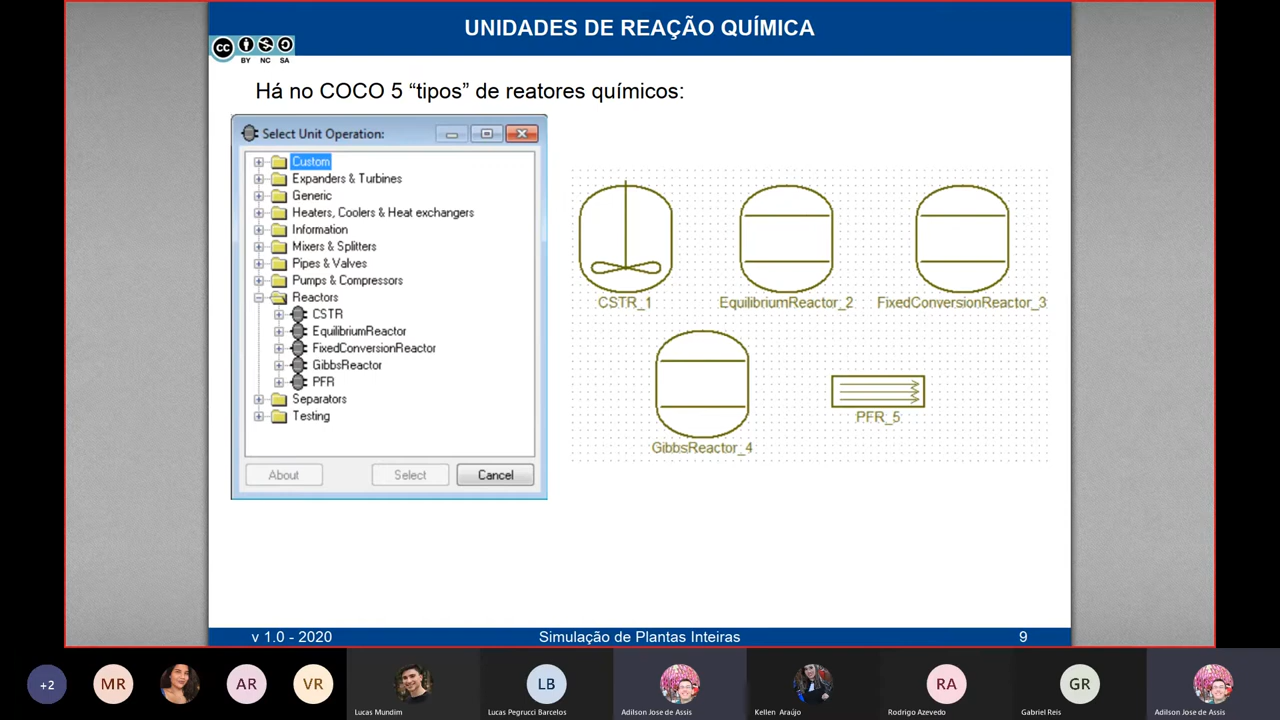 UNIDADES DE REAÇÃO QUÍMICA
CC
BY NC SA
Há no COCO 5 “tipos” de reatores químicos:
Select Unit Operation:
Custom
Expanders & Turbines
Generic
Heaters, Coolers & Heat exchangers
Information
Mixers & Splitters
Pipes & Valves
Pumps & Compressors
Reactors
CSTR
EquilibriumReactor
FixedConversionReactor
GibbsReactor
PFR
Separators
Testing
About Select Cancel
CSTR_1 EquilibriumReactor_2 FixedConversionReactor_3
GibbsReactor_4 PFR_5
v 1.0 - 2020 Simulação de Plantas Inteiras 9
+2 MR AR VR LB RA GR
Lucas Mundim Lucas Pegrucci Barcelos Adilson Jose de Assis Kellen Araújo Rodrigo Azevedo Gabriel Reis Adilson Jose de Assis